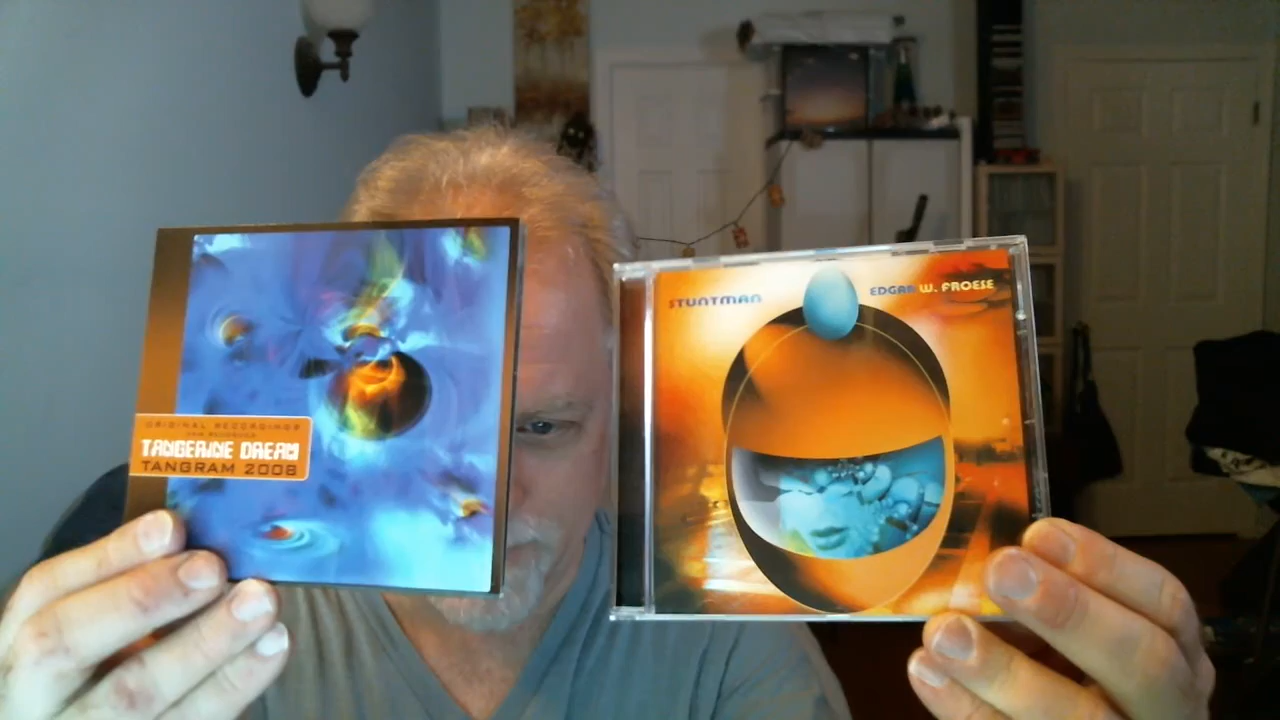 ORIGINAL RECORDINGS
TANGERINE DREAM
TANGRAM 2008
STUNTMAN
EDGAR W. FROESE